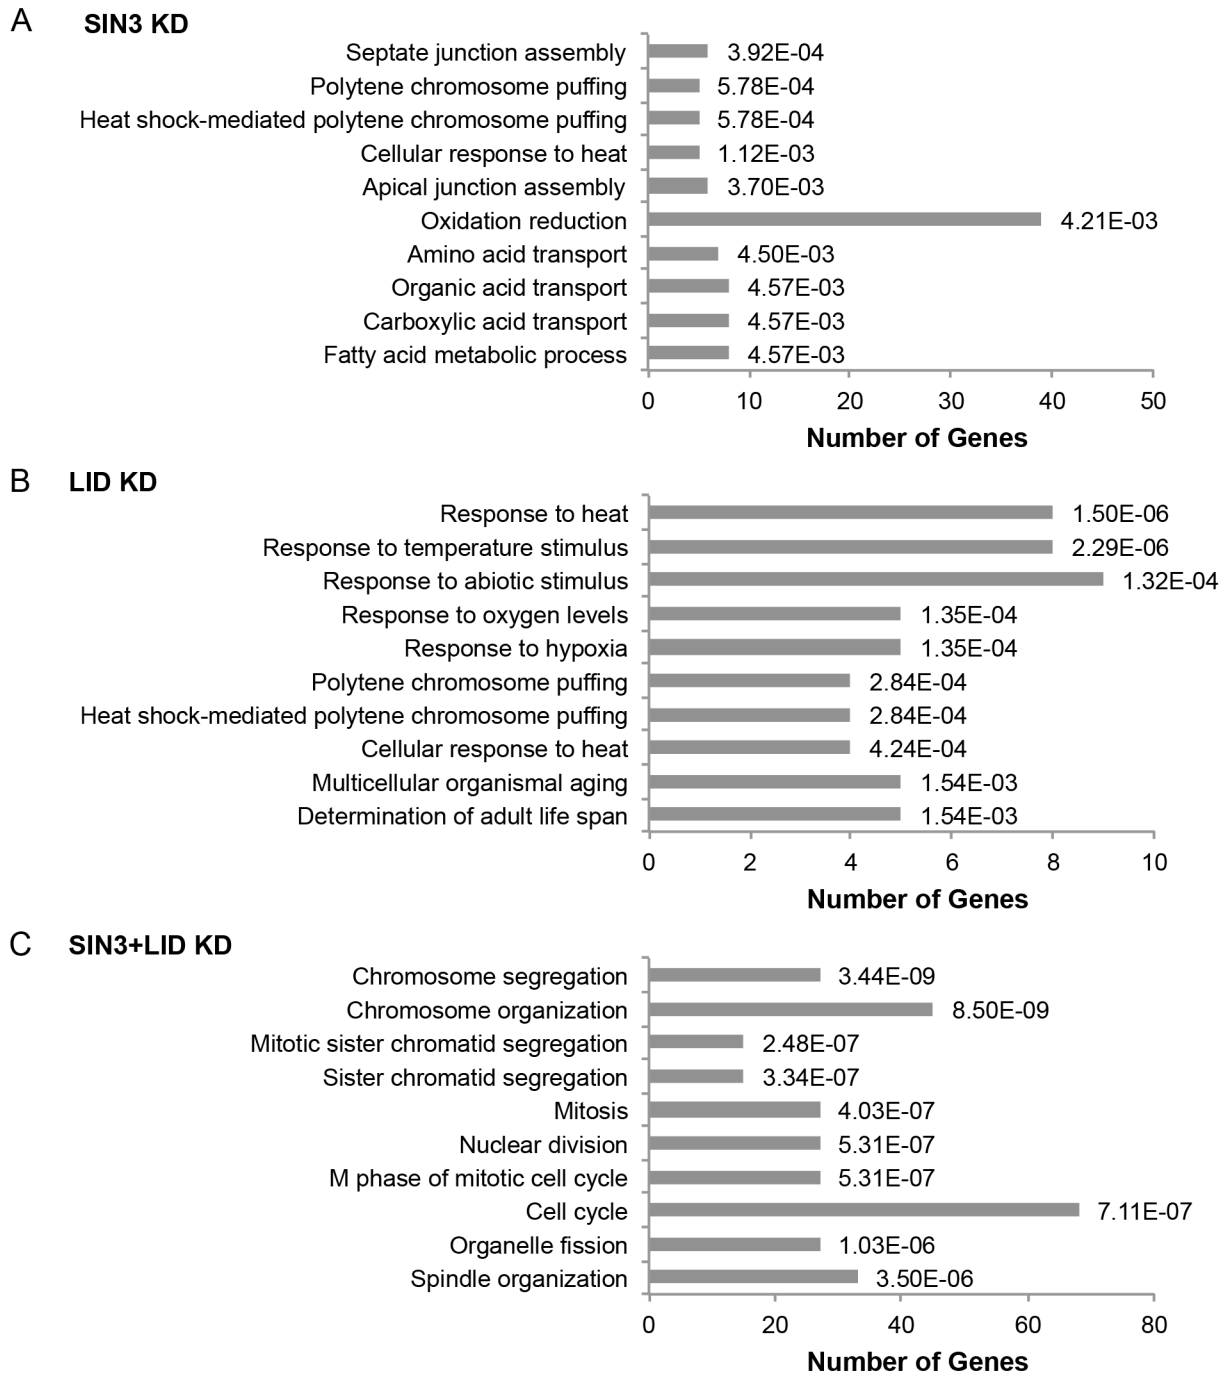 A SIN3 KD
Septate junction assembly 3.92E-04
Polytene chromosome puffing 5.78E-04
Heat shock-mediated polytene chromosome puffing 5.78E-04
Cellular response to heat 1.12E-03
Apical junction assembly 3.70E-03
Oxidation reduction 4.21E-03
Amino acid transport 4.50E-03
Organic acid transport 4.57E-03
Carboxylic acid transport 4.57E-03
Fatty acid metabolic process 4.57E-03
0 10 20 30 40 50
Number of Genes
B LID KD
Response to heat 1.50E-06
Response to temperature stimulus 2.29E-06
Response to abiotic stimulus 1.32E-04
Response to oxygen levels 1.35E-04
Response to hypoxia 1.35E-04
Polytene chromosome puffing 2.84E-04
Heat shock-mediated polytene chromosome puffing 2.84E-04
Cellular response to heat 4.24E-04
Multicellular organismal aging 1.54E-03
Determination of adult life span 1.54E-03
0 2 4 6 8 10
Number of Genes
C SIN3+LID KD
Chromosome segregation 3.44E-09
Chromosome organization 8.50E-09
Mitotic sister chromatid segregation 2.48E-07
Sister chromatid segregation 3.34E-07
Mitosis 4.03E-07
Nuclear division 5.31E-07
M phase of mitotic cell cycle 5.31E-07
Cell cycle 7.11E-07
Organelle fission 1.03E-06
Spindle organization 3.50E-06
0 20 40 60 80
Number of Genes